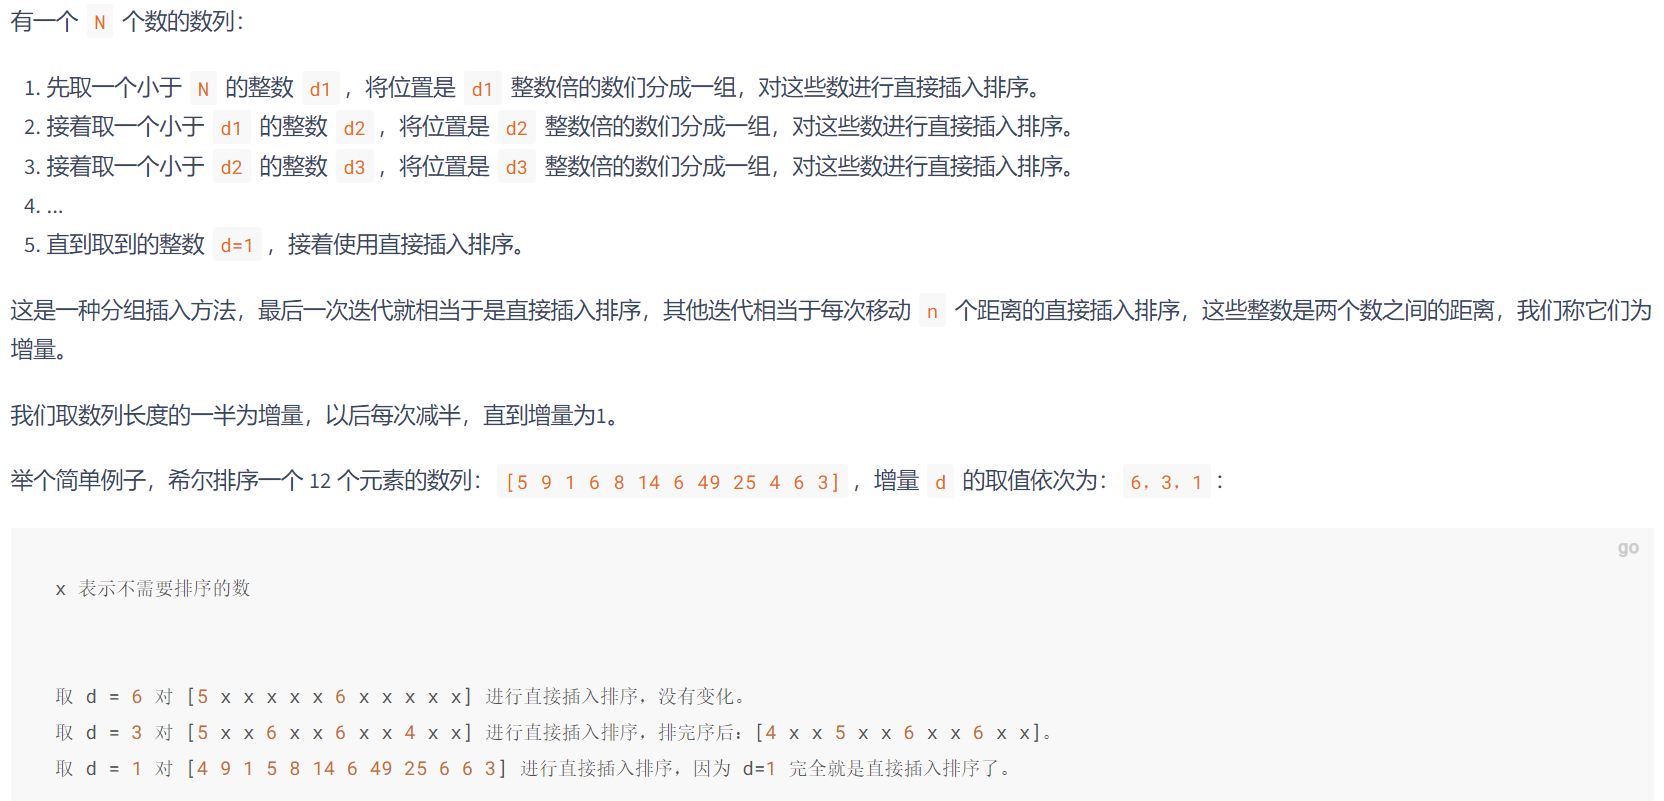 有一个 N 个数的数列：
1. 先取一个小于 N 的整数 d1 ，将位置是 d1 整数倍的数们分成一组，对这些数进行直接插入排序。
2. 接着取一个小于 d1 的整数 d2 ，将位置是 d2 整数倍的数们分成一组，对这些数进行直接插入排序。
3. 接着取一个小于 d2 的整数 d3 ，将位置是 d3 整数倍的数们分成一组，对这些数进行直接插入排序。
4. ...
5. 直到取到的整数 d=1 ，接着使用直接插入排序。
这是一种分组插入方法，最后一次迭代就相当于是直接插入排序，其他迭代相当于每次移动 n 个距离的直接插入排序，这些整数是两个数之间的距离，我们称它们为
增量。
我们取数列长度的一半为增量，以后每次减半，直到增量为1。
举个简单例子，希尔排序一个 12 个元素的数列： [5 9 1 6 8 14 6 49 25 4 6 3] ，增量 d 的取值依次为： 6，3，1 ：
go
x 表示不需要排序的数
取 d = 6 对 [5 x x x x x 6 x x x x x] 进行直接插入排序，没有变化。
取 d = 3 对 [5 x x 6 x x 6 x x 4 x x] 进行直接插入排序，排完序后：[4 x x 5 x x 6 x x 6 x x]。
取 d = 1 对 [4 9 1 5 8 14 6 49 25 6 6 3] 进行直接插入排序，因为 d=1 完全就是直接插入排序了。